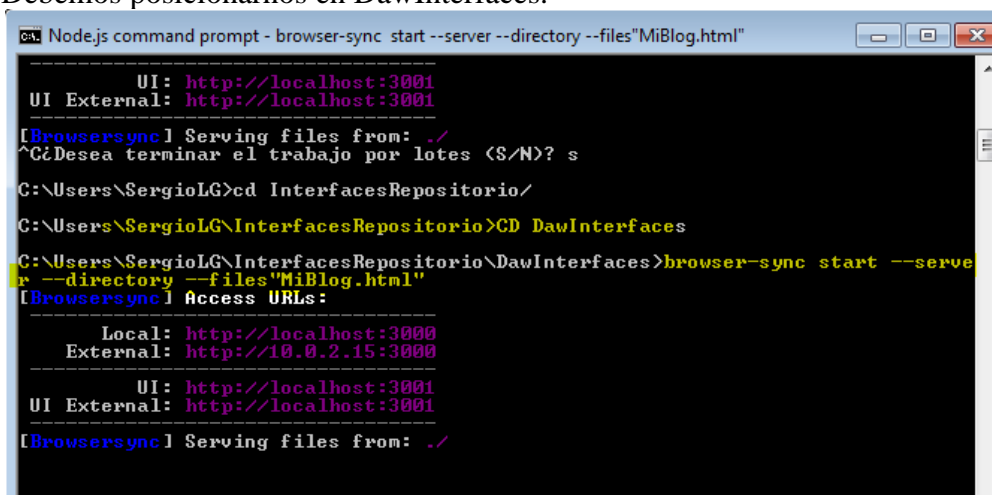 Debemos posicionarnos en DawInterfaces.
Node.js command prompt - browser-sync start --server --directory --files"MiBlog.html"
UI: http://localhost:3001
UI External: http://localhost:3001
[Browsersync] Serving files from: ./
^C¿Desea terminar el trabajo por lotes (S/N)? s
C:\Users\SergioLG>cd InterfacesRepositorio/
C:\Users\SergioLG\InterfacesRepositorio>CD DawInterfaces
C:\Users\SergioLG\InterfacesRepositorio\DawInterfaces>browser-sync start --serve
r --directory --files"MiBlog.html"
[Browsersync] Access URLs:
Local: http://localhost:3000
External: http://10.0.2.15:3000
UI: http://localhost:3001
UI External: http://localhost:3001
[Browsersync] Serving files from: ./